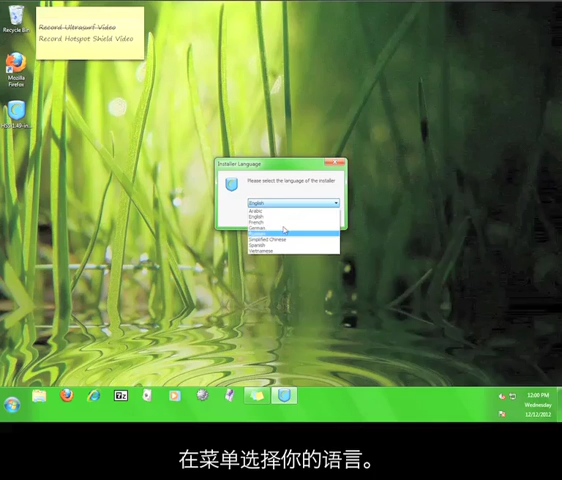 Recycle Bin
Record Ultrasurf Video
Record Hotspot Shield Video
Mozilla
Firefox
Installer Language
Please select the language of the installer
English
Arabic
English
French
German
Simplified Chinese
Spanish
Vietnamese
7z
12:00 PM
Wednesday
12/12/2012
在菜单选择你的语言。